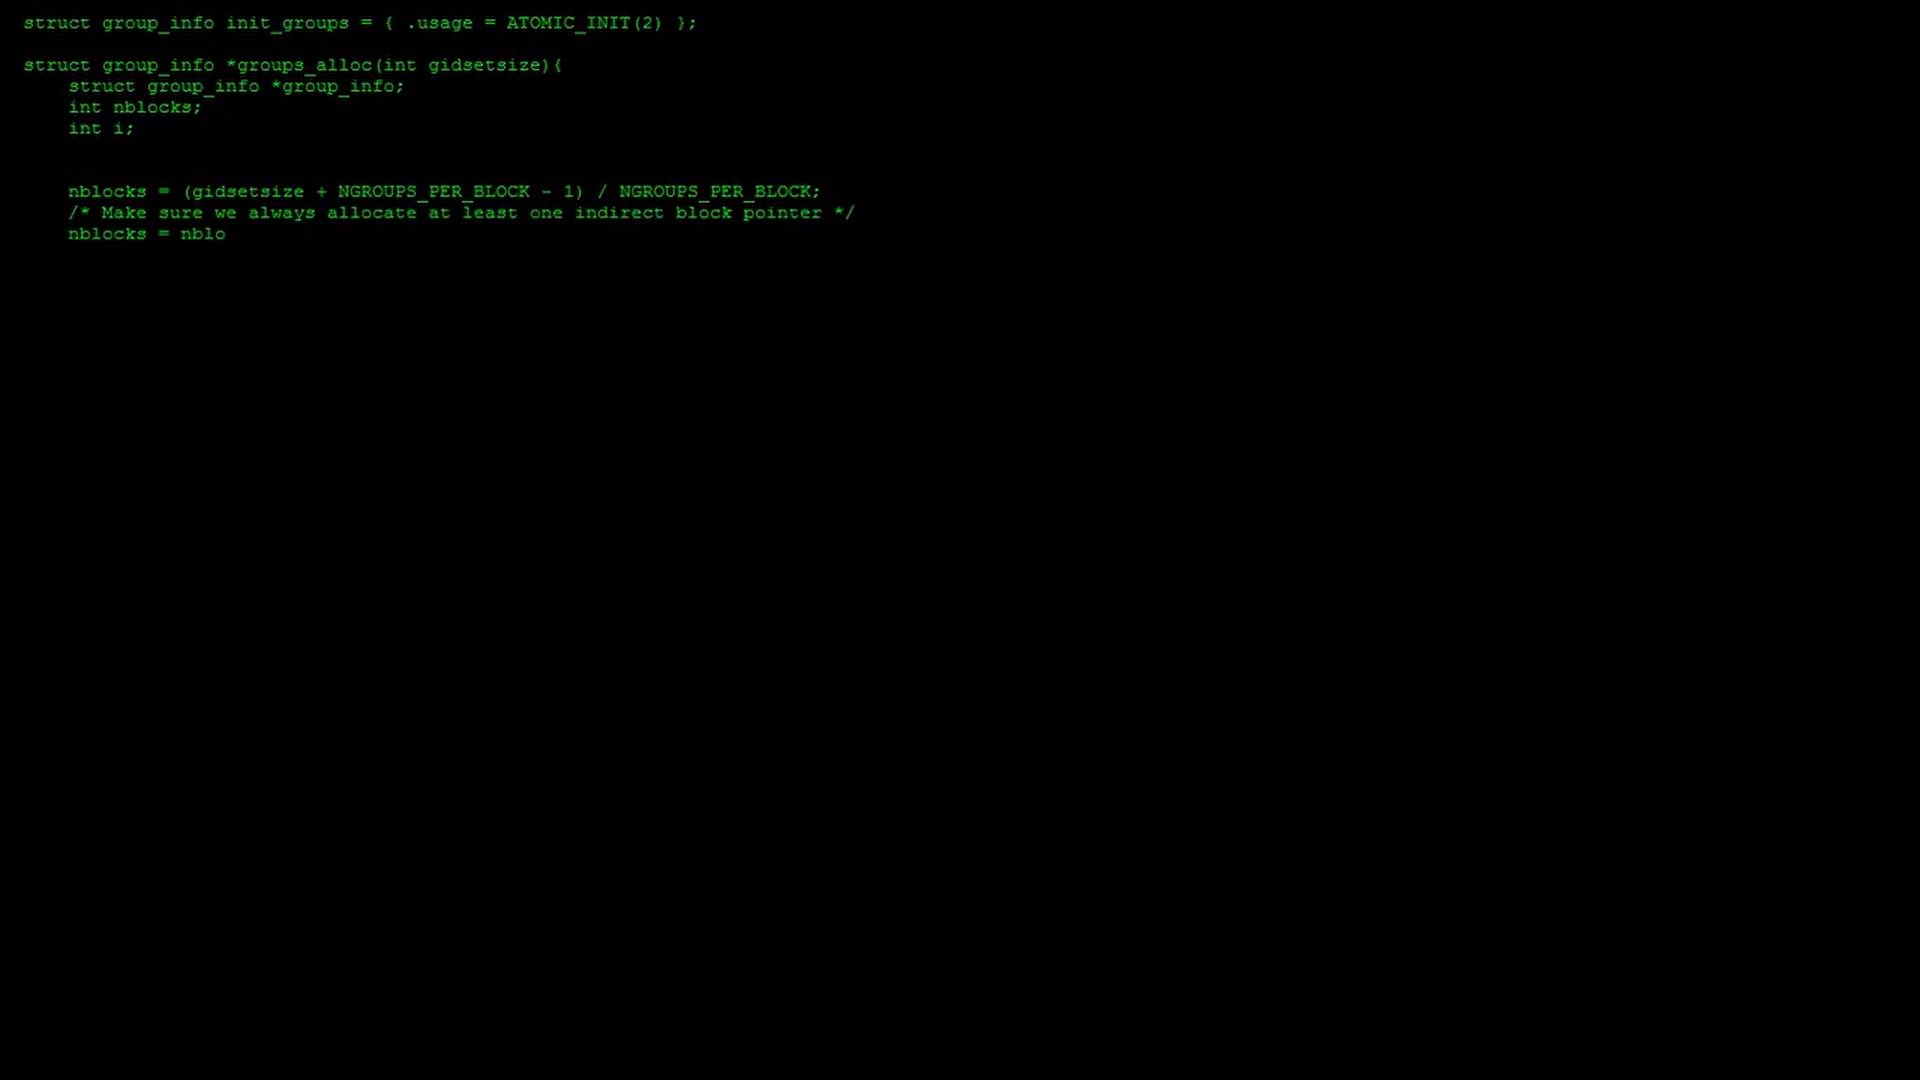 struct group_info init_groups = { .usage = ATOMIC_INIT(2) };
struct group_info *groups_alloc(int gidsetsize){
    struct group_info *group_info;
    int nblocks;
    int i;
    nblocks = (gidsetsize + NGROUPS_PER_BLOCK - 1) / NGROUPS_PER_BLOCK;
    /* Make sure we always allocate at least one indirect block pointer */
    nblocks = nblo